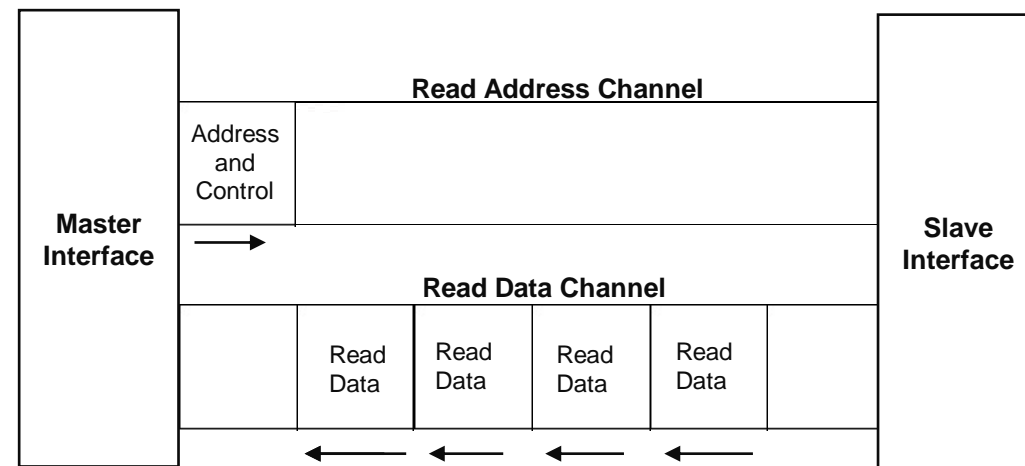 Read Address Channel
Address
and
Control
Master
Interface
Slave
Interface
Read Data Channel
Read
Data
Read
Data
Read
Data
Read
Data